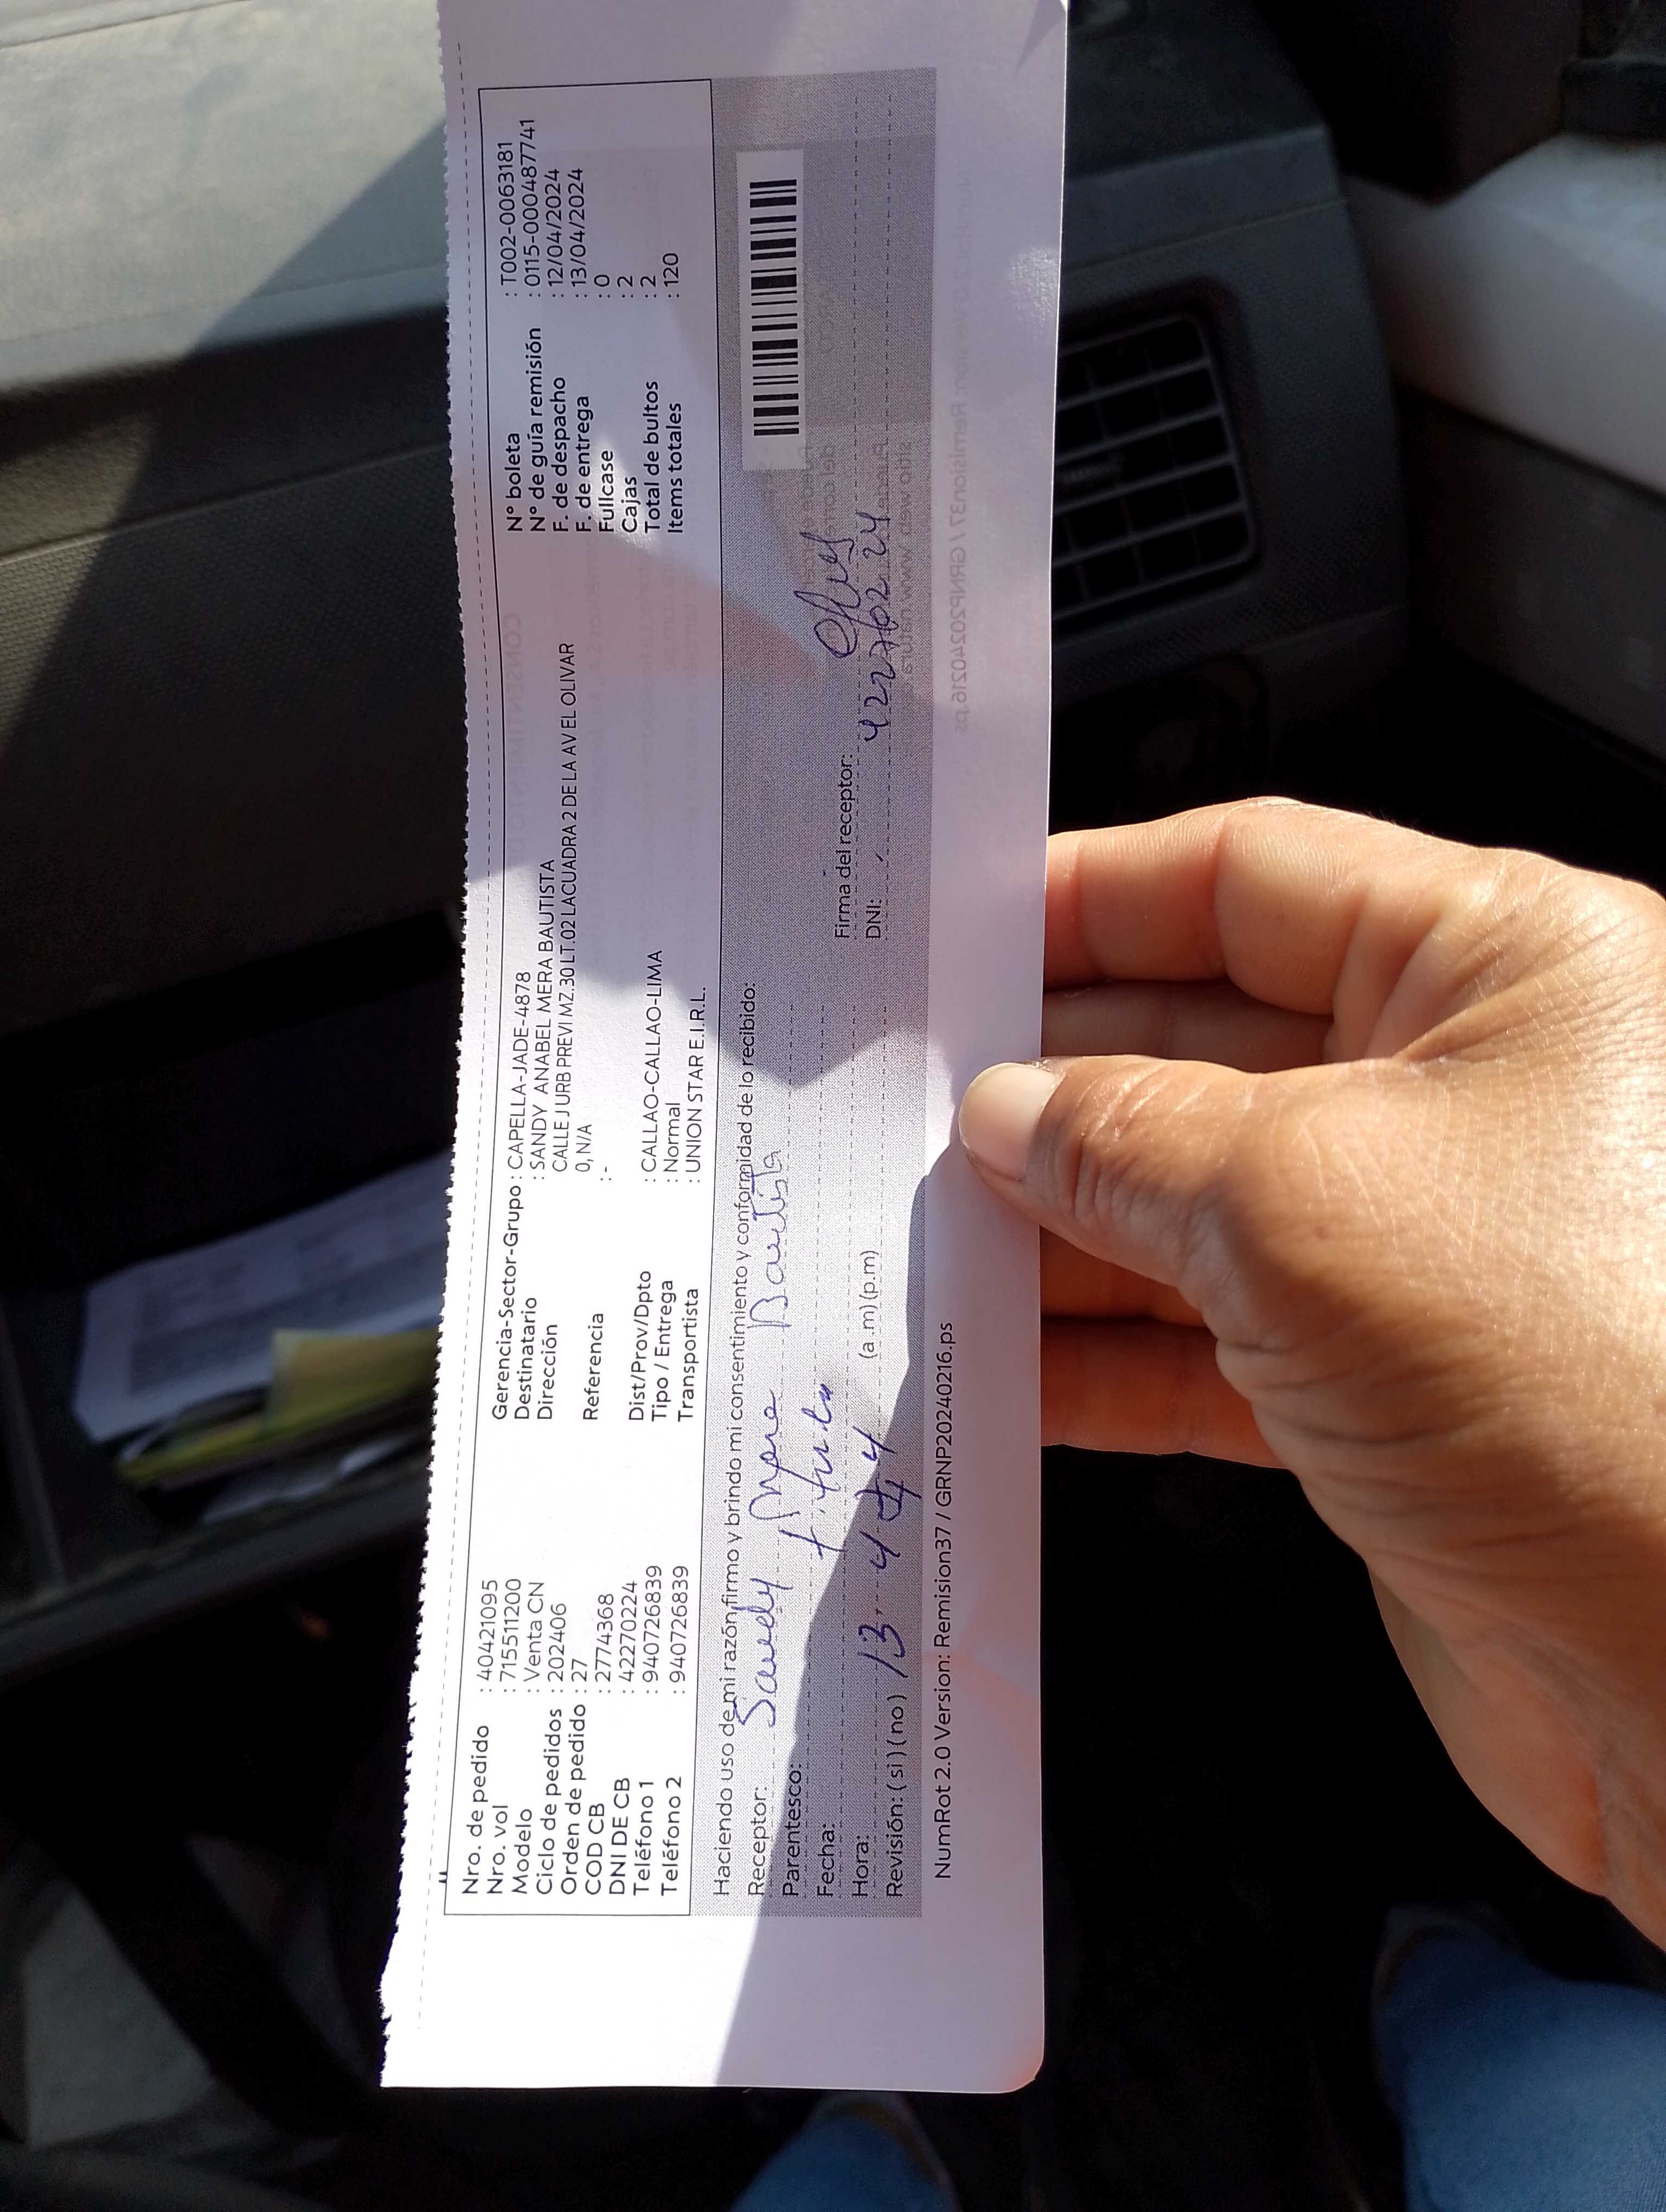 Nro. de pedido : 40421095
Nro. vol : 715511200
Modelo : Venta CN
Ciclo de pedidos : 202406
Orden de pedido : 27
COD CB : 2774368
DNI DE CB : 42270224
Teléfono 1 : 940726839
Teléfono 2 : 940726839
Gerencia-Sector-Grupo : CAPELLA-JADE-4878
Destinatario : SANDY ANABEL MERA BAUTISTA
Dirección CALLE J URB PREVI MZ.30 LT.02 LACUADRA 2 DE LA AV EL OLIVAR
0, N/A
Referencia : -
Dist/Prov/Dpto : CALLAO-CALLAO-LIMA
Tipo / Entrega : Normal
Transportista : UNION STAR E.I.R.L.
N° boleta : T002-0063181
N° de guía remisión : 0115-0000487741
F. de despacho : 12/04/2024
F. de entrega : 13/04/2024
Fullcase : 0
Cajas : 2
Total de bultos : 2
Items totales : 120
Haciendo uso de mi razón, firmo y brindo mi consentimiento y conformidad de lo recibido:
Receptor: Sandy Mera Bautista
Parentesco:
Fecha:
Hora: 13 4 (a.m) (p.m)
Revisión: ( si ) ( no )
Firma del receptor:
DNI:
NumRot 2.0 Version: Remision37 / GRNP20240216.ps